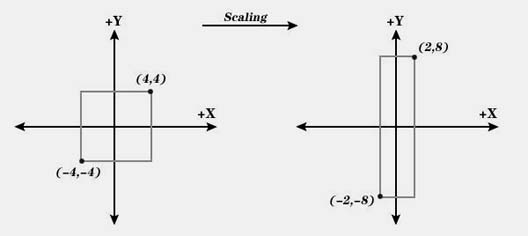 +Y
Scaling
+Y
(4,4)
(2,8)
+X
+X
(-4,-4)
(-2,-8)